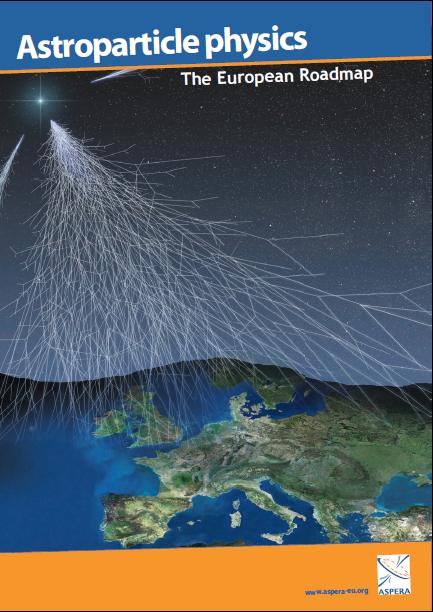 Astroparticle physics
The European Roadmap
www.aspera-eu.org
ASPERA